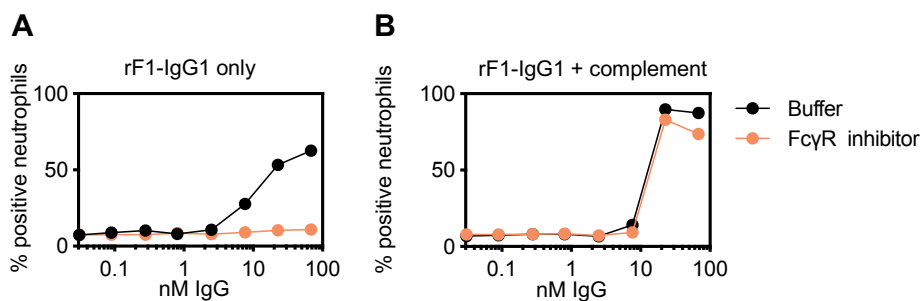 A
rF1-IgG1 only
% positive neutrophils
100
50
0
0.1
1
10
100
nM IgG
B
rF1-IgG1 + complement
% positive neutrophils
100
50
0
0.1
1
10
100
nM IgG
Buffer
FcγR inhibitor